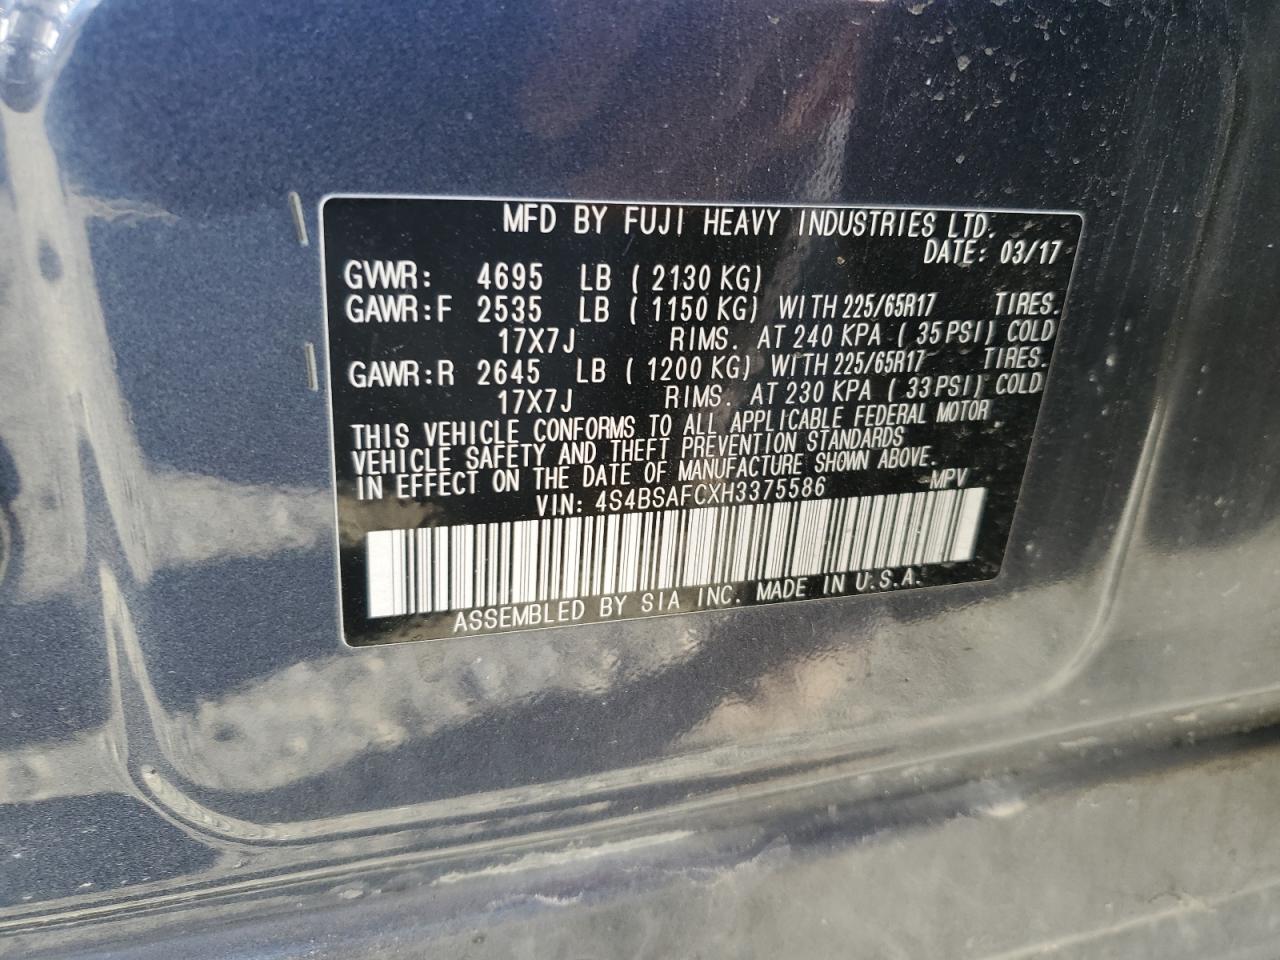 MFD BY FUJI HEAVY INDUSTRIES LTD.
DATE: 03/17
GVWR: 4695 LB ( 2130 KG)
GAWR:F 2535 LB ( 1150 KG) WITH 225/65R17 TIRES.
17X7J RIMS. AT 240 KPA ( 35 PSI) COLD
GAWR:R 2645 LB ( 1200 KG) WITH 225/65R17 TIRES.
17X7J RIMS. AT 230 KPA ( 33 PSI) COLD
THIS VEHICLE CONFORMS TO ALL APPLICABLE FEDERAL MOTOR
VEHICLE SAFETY AND THEFT PREVENTION STANDARDS
IN EFFECT ON THE DATE OF MANUFACTURE SHOWN ABOVE.
VIN: 4S4BSAFCXH3375586 MPV
ASSEMBLED BY SIA INC. MADE IN U.S.A.